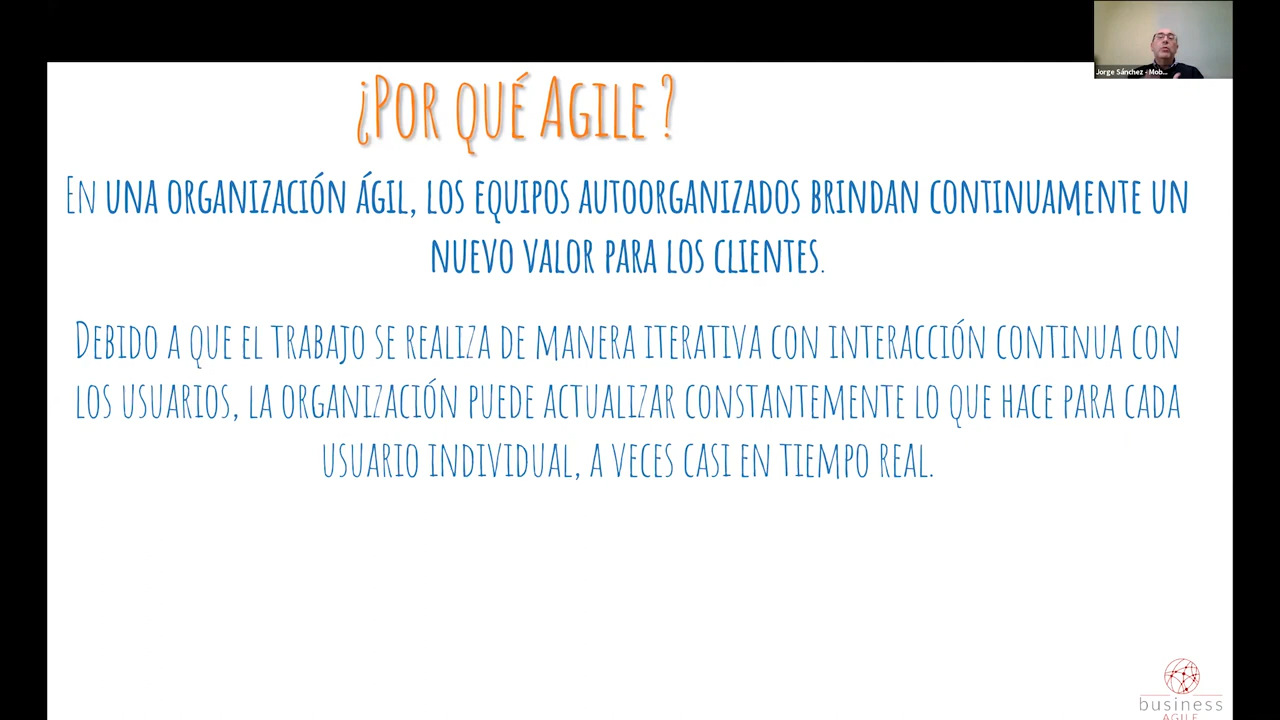 Jorge Sánchez - Mob...
¿Por qué Agile ?
En una organización ágil, los equipos autoorganizados brindan continuamente un
nuevo valor para los clientes.
Debido a que el trabajo se realiza de manera iterativa con interacción continua con
los usuarios, la organización puede actualizar constantemente lo que hace para cada
usuario individual, a veces casi en tiempo real.
business
AGILE